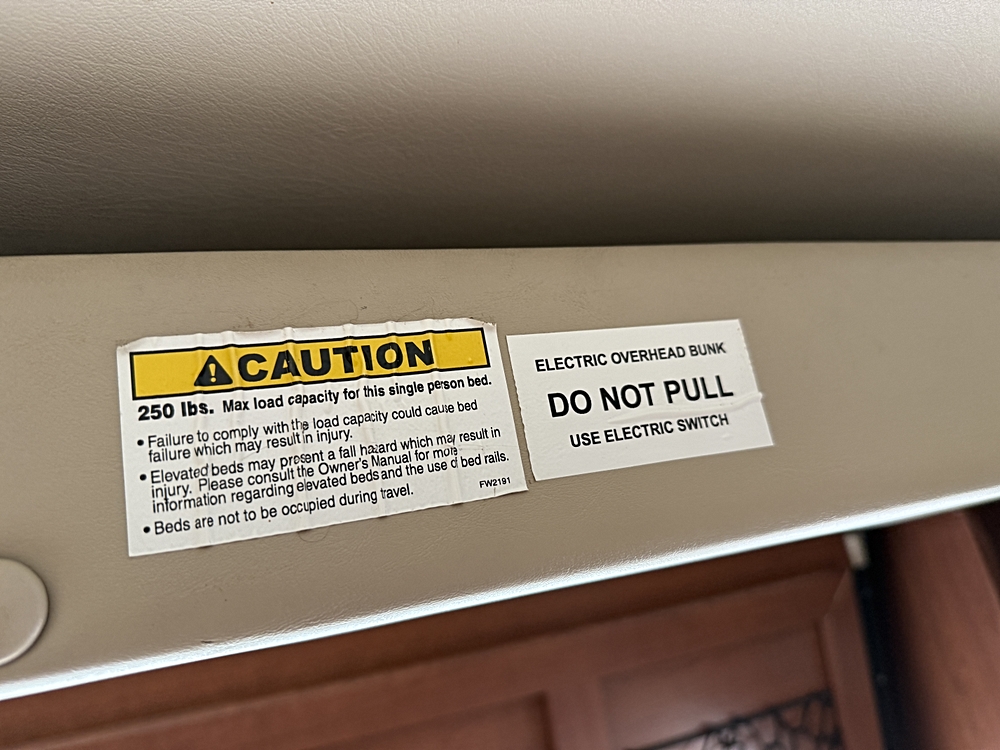 ⚠ CAUTION
250 lbs. Max load capacity for this single person bed.
• Failure to comply with the load capacity could cause bed
failure which may result in injury.
• Elevated beds may present a fall hazard which may result in
injury. Please consult the Owner's Manual for more
information regarding elevated beds and the use of bed rails.
• Beds are not to be occupied during travel.
FW2191
ELECTRIC OVERHEAD BUNK
DO NOT PULL
USE ELECTRIC SWITCH